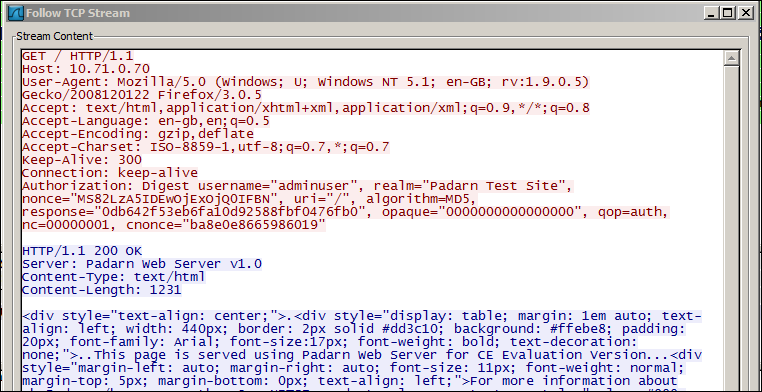 Follow TCP Stream
Stream Content
GET / HTTP/1.1
Host: 10.71.0.70
User-Agent: Mozilla/5.0 (Windows; U; Windows NT 5.1; en-GB; rv:1.9.0.5)
Gecko/2008120122 Firefox/3.0.5
Accept: text/html,application/xhtml+xml,application/xml;q=0.9,*/*;q=0.8
Accept-Language: en-gb,en;q=0.5
Accept-Encoding: gzip,deflate
Accept-Charset: ISO-8859-1,utf-8;q=0.7,*;q=0.7
Keep-Alive: 300
Connection: keep-alive
Authorization: Digest username="adminuser", realm="Padarn Test Site",
nonce="MS82LzA5IDEwOjExOjQ0IFBN", uri="/", algorithm=MD5,
response="0db642f53eb6fa10d92588fbf0476fb0", opaque="0000000000000000", qop=auth,
nc=00000001, cnonce="ba8e0e8665986019"
HTTP/1.1 200 OK
Server: Padarn Web Server v1.0
Content-Type: text/html
Content-Length: 1231
<div style="text-align: center;">.<div style="display: table; margin: 1em auto; text-
align: left; width: 440px; border: 2px solid #dd3c10; background: #ffebe8; padding:
20px; font-family: Arial; font-size:17px; font-weight: bold; text-decoration:
none;">..This page is served using Padarn Web Server for CE Evaluation Version...<div
style="margin-left: auto; margin-right: auto; font-size: 11px; font-weight: normal;
margin-top: 5px; margin-bottom: 0px; text-align: left;">For more information about